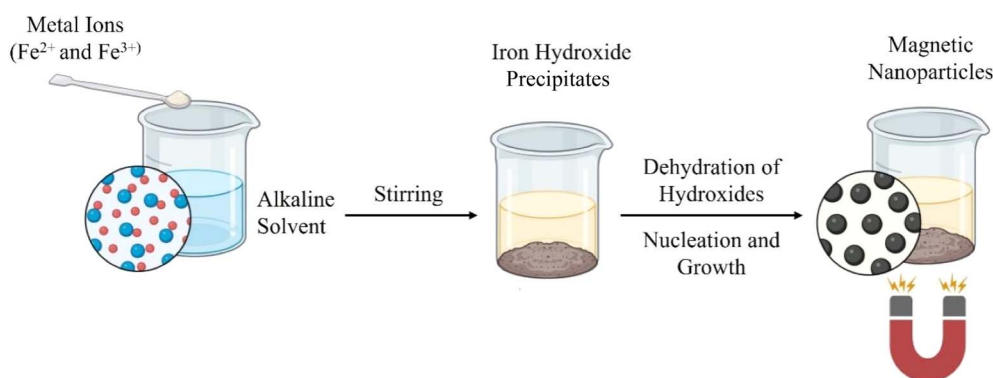 Metal Ions
(Fe²⁺ and Fe³⁺)
Alkaline
Solvent
Stirring
Iron Hydroxide
Precipitates
Dehydration of
Hydroxides
Nucleation and
Growth
Magnetic
Nanoparticles